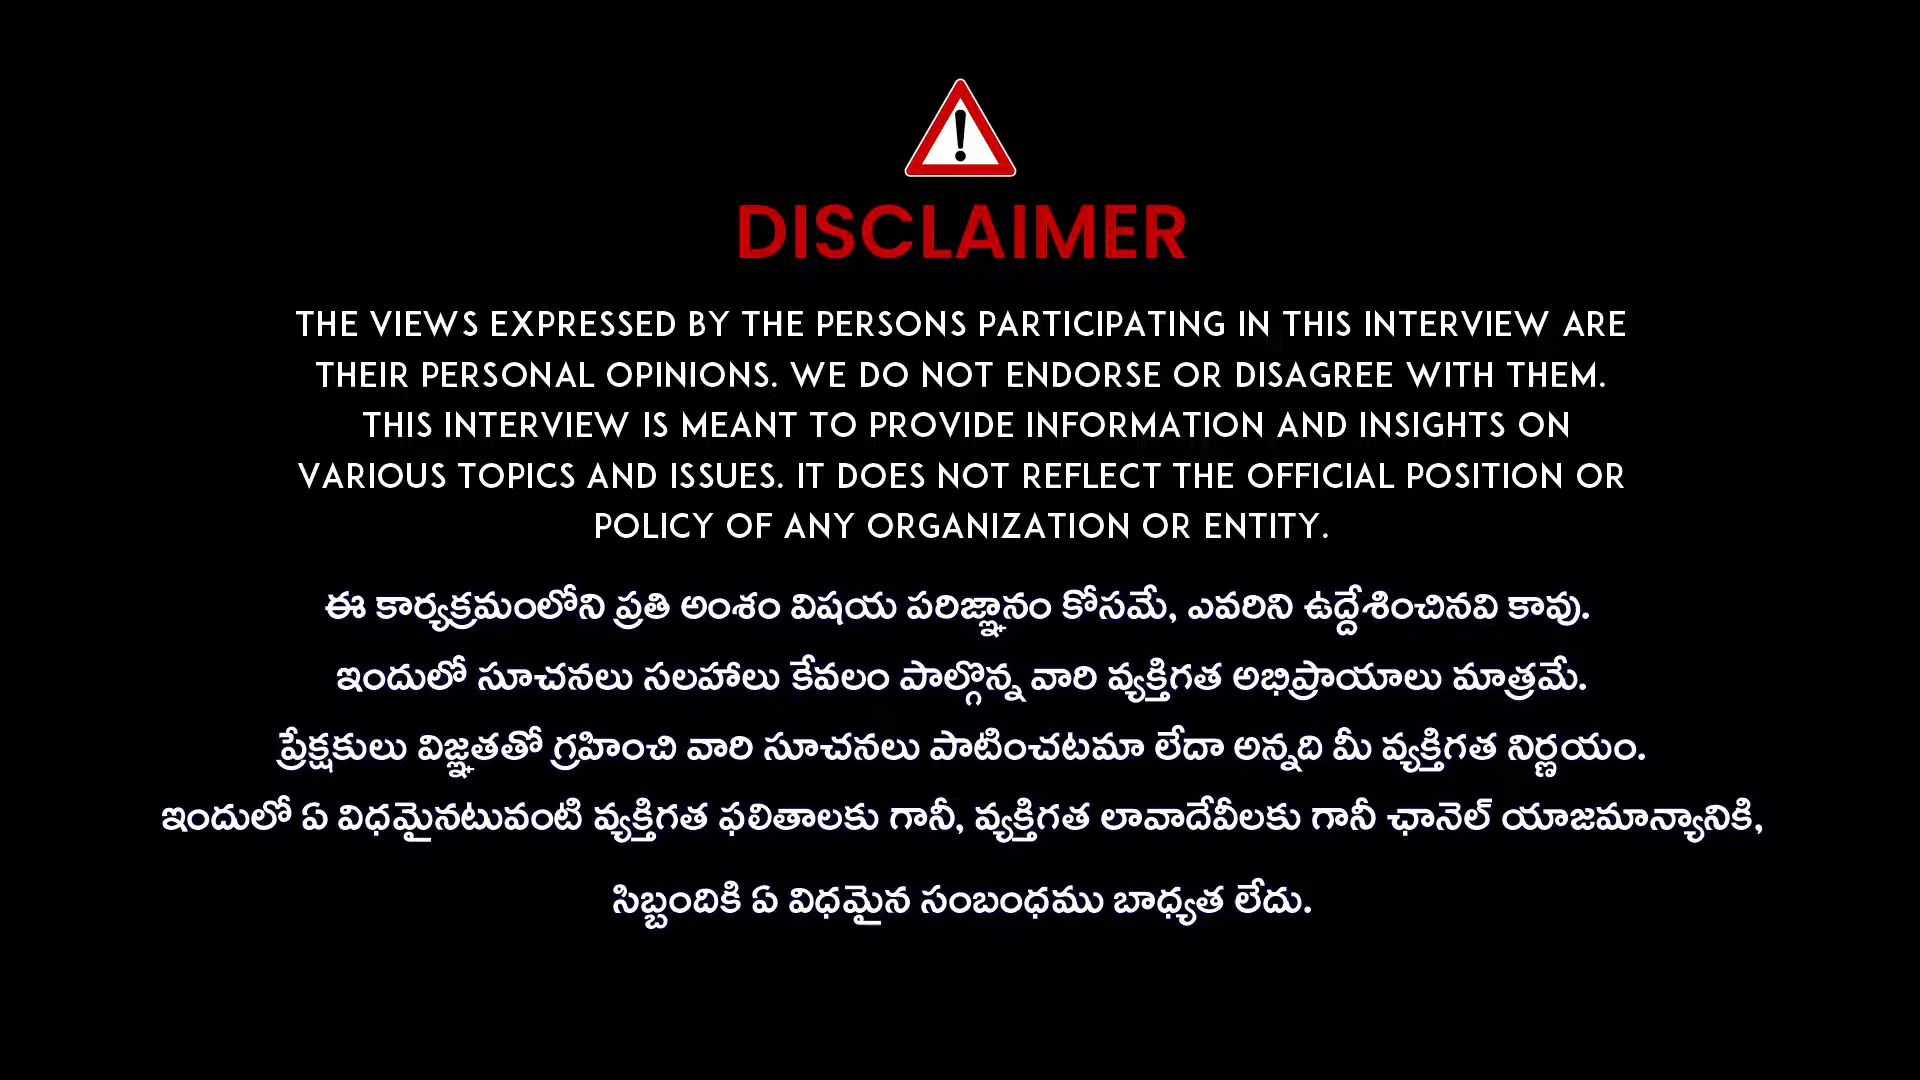 DISCLAIMER
THE VIEWS EXPRESSED BY THE PERSONS PARTICIPATING IN THIS INTERVIEW ARE
THEIR PERSONAL OPINIONS. WE DO NOT ENDORSE OR DISAGREE WITH THEM.
THIS INTERVIEW IS MEANT TO PROVIDE INFORMATION AND INSIGHTS ON
VARIOUS TOPICS AND ISSUES. IT DOES NOT REFLECT THE OFFICIAL POSITION OR
POLICY OF ANY ORGANIZATION OR ENTITY.
ఈ కార్యక్రమంలోని ప్రతి అంశం విషయ పరిజ్ఞానం కోసమే, ఎవరిని ఉద్దేశించినవి కావు.
ఇందులో సూచనలు సలహాలు కేవలం పాల్గొన్న వారి వ్యక్తిగత అభిప్రాయాలు మాత్రమే.
ప్రేక్షకులు విజ్ఞతతో గ్రహించి వారి సూచనలు పాటించటమా లేదా అన్నది మీ వ్యక్తిగత నిర్ణయం.
ఇందులో ఏ విధమైనటువంటి వ్యక్తిగత ఫలితాలకు గానీ, వ్యక్తిగత లావాదేవీలకు గానీ ఛానెల్ యాజమాన్యానికి,
సిబ్బందికి ఏ విధమైన సంబంధము బాధ్యత లేదు.